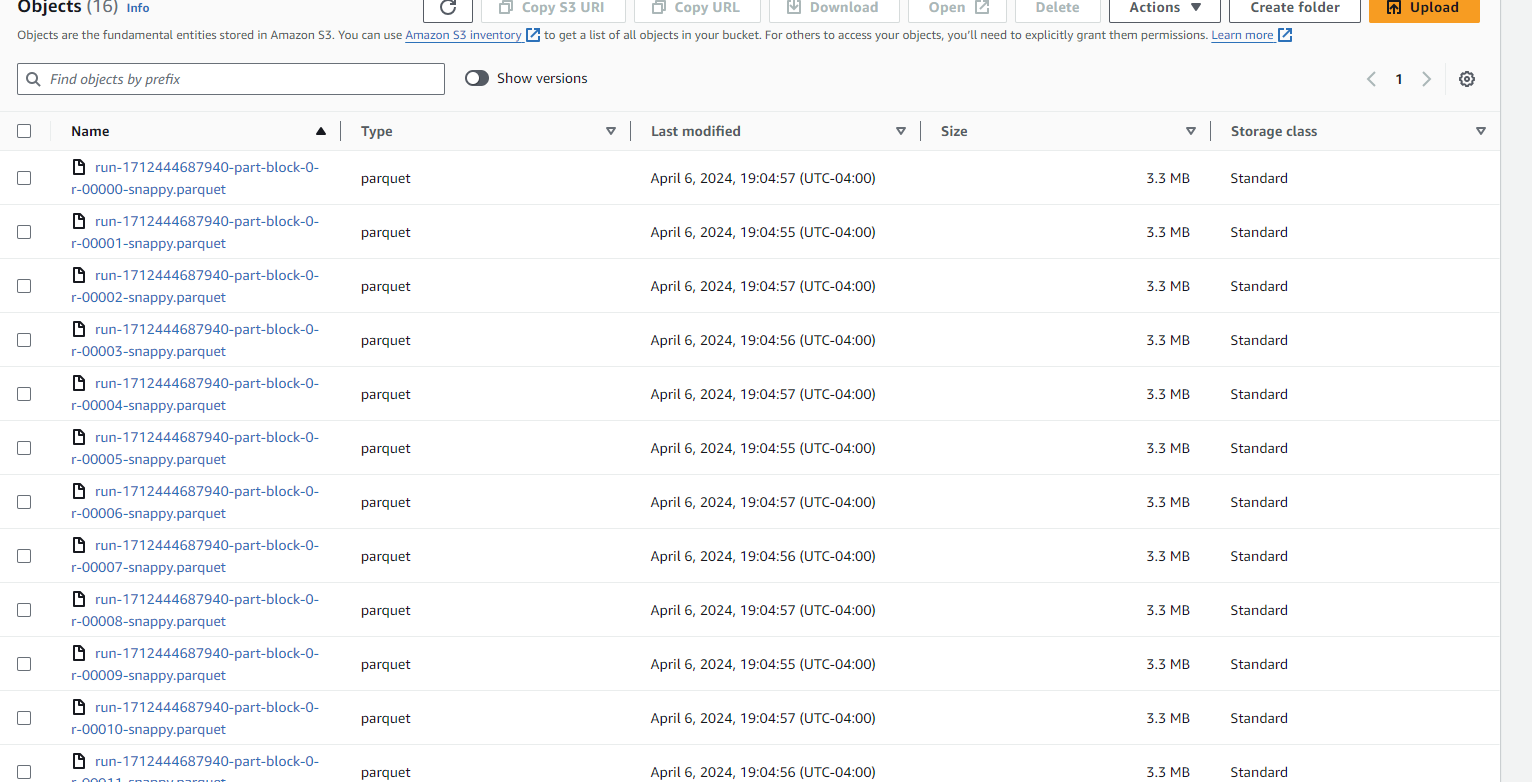 Objects (16) Info
Copy S3 URI Copy URL Download Open Delete Actions Create folder Upload
Objects are the fundamental entities stored in Amazon S3. You can use Amazon S3 inventory to get a list of all objects in your bucket. For others to access your objects, you'll need to explicitly grant them permissions. Learn more
Find objects by prefix Show versions 1
Name Type Last modified Size Storage class
run-1712444687940-part-block-0-
r-00000-snappy.parquet parquet April 6, 2024, 19:04:57 (UTC-04:00) 3.3 MB Standard
run-1712444687940-part-block-0-
r-00001-snappy.parquet parquet April 6, 2024, 19:04:55 (UTC-04:00) 3.3 MB Standard
run-1712444687940-part-block-0-
r-00002-snappy.parquet parquet April 6, 2024, 19:04:57 (UTC-04:00) 3.3 MB Standard
run-1712444687940-part-block-0-
r-00003-snappy.parquet parquet April 6, 2024, 19:04:56 (UTC-04:00) 3.3 MB Standard
run-1712444687940-part-block-0-
r-00004-snappy.parquet parquet April 6, 2024, 19:04:57 (UTC-04:00) 3.3 MB Standard
run-1712444687940-part-block-0-
r-00005-snappy.parquet parquet April 6, 2024, 19:04:55 (UTC-04:00) 3.3 MB Standard
run-1712444687940-part-block-0-
r-00006-snappy.parquet parquet April 6, 2024, 19:04:57 (UTC-04:00) 3.3 MB Standard
run-1712444687940-part-block-0-
r-00007-snappy.parquet parquet April 6, 2024, 19:04:56 (UTC-04:00) 3.3 MB Standard
run-1712444687940-part-block-0-
r-00008-snappy.parquet parquet April 6, 2024, 19:04:57 (UTC-04:00) 3.3 MB Standard
run-1712444687940-part-block-0-
r-00009-snappy.parquet parquet April 6, 2024, 19:04:55 (UTC-04:00) 3.3 MB Standard
run-1712444687940-part-block-0-
r-00010-snappy.parquet parquet April 6, 2024, 19:04:57 (UTC-04:00) 3.3 MB Standard
run-1712444687940-part-block-0-
r-00011-snappy.parquet parquet April 6, 2024, 19:04:56 (UTC-04:00) 3.3 MB Standard